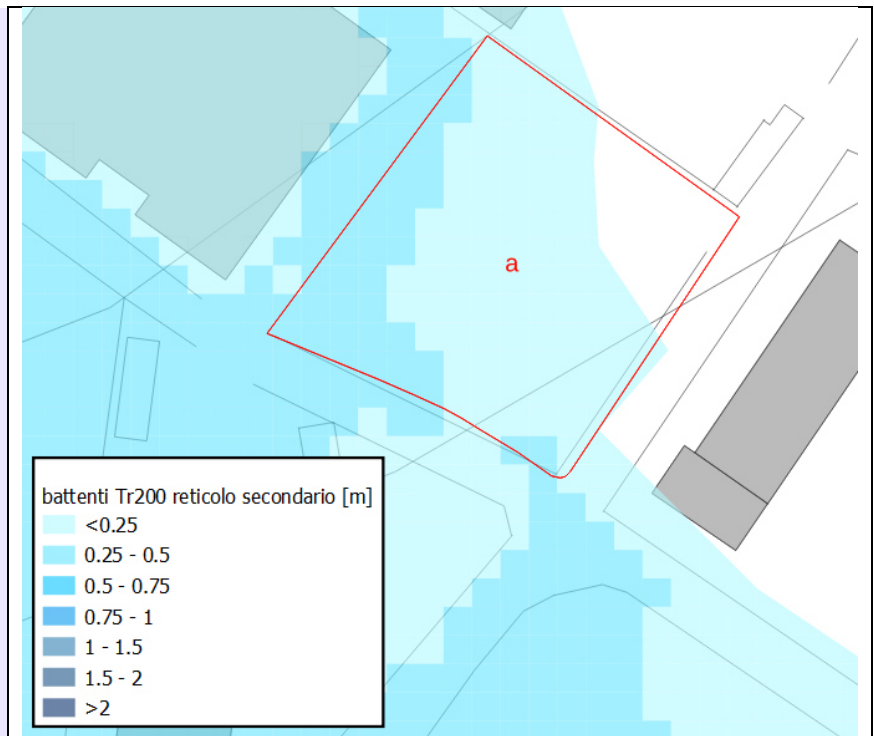 a
battenti Tr200 reticolo secondario [m]
<0.25
0.25 - 0.5
0.5 - 0.75
0.75 - 1
1 - 1.5
1.5 - 2
>2